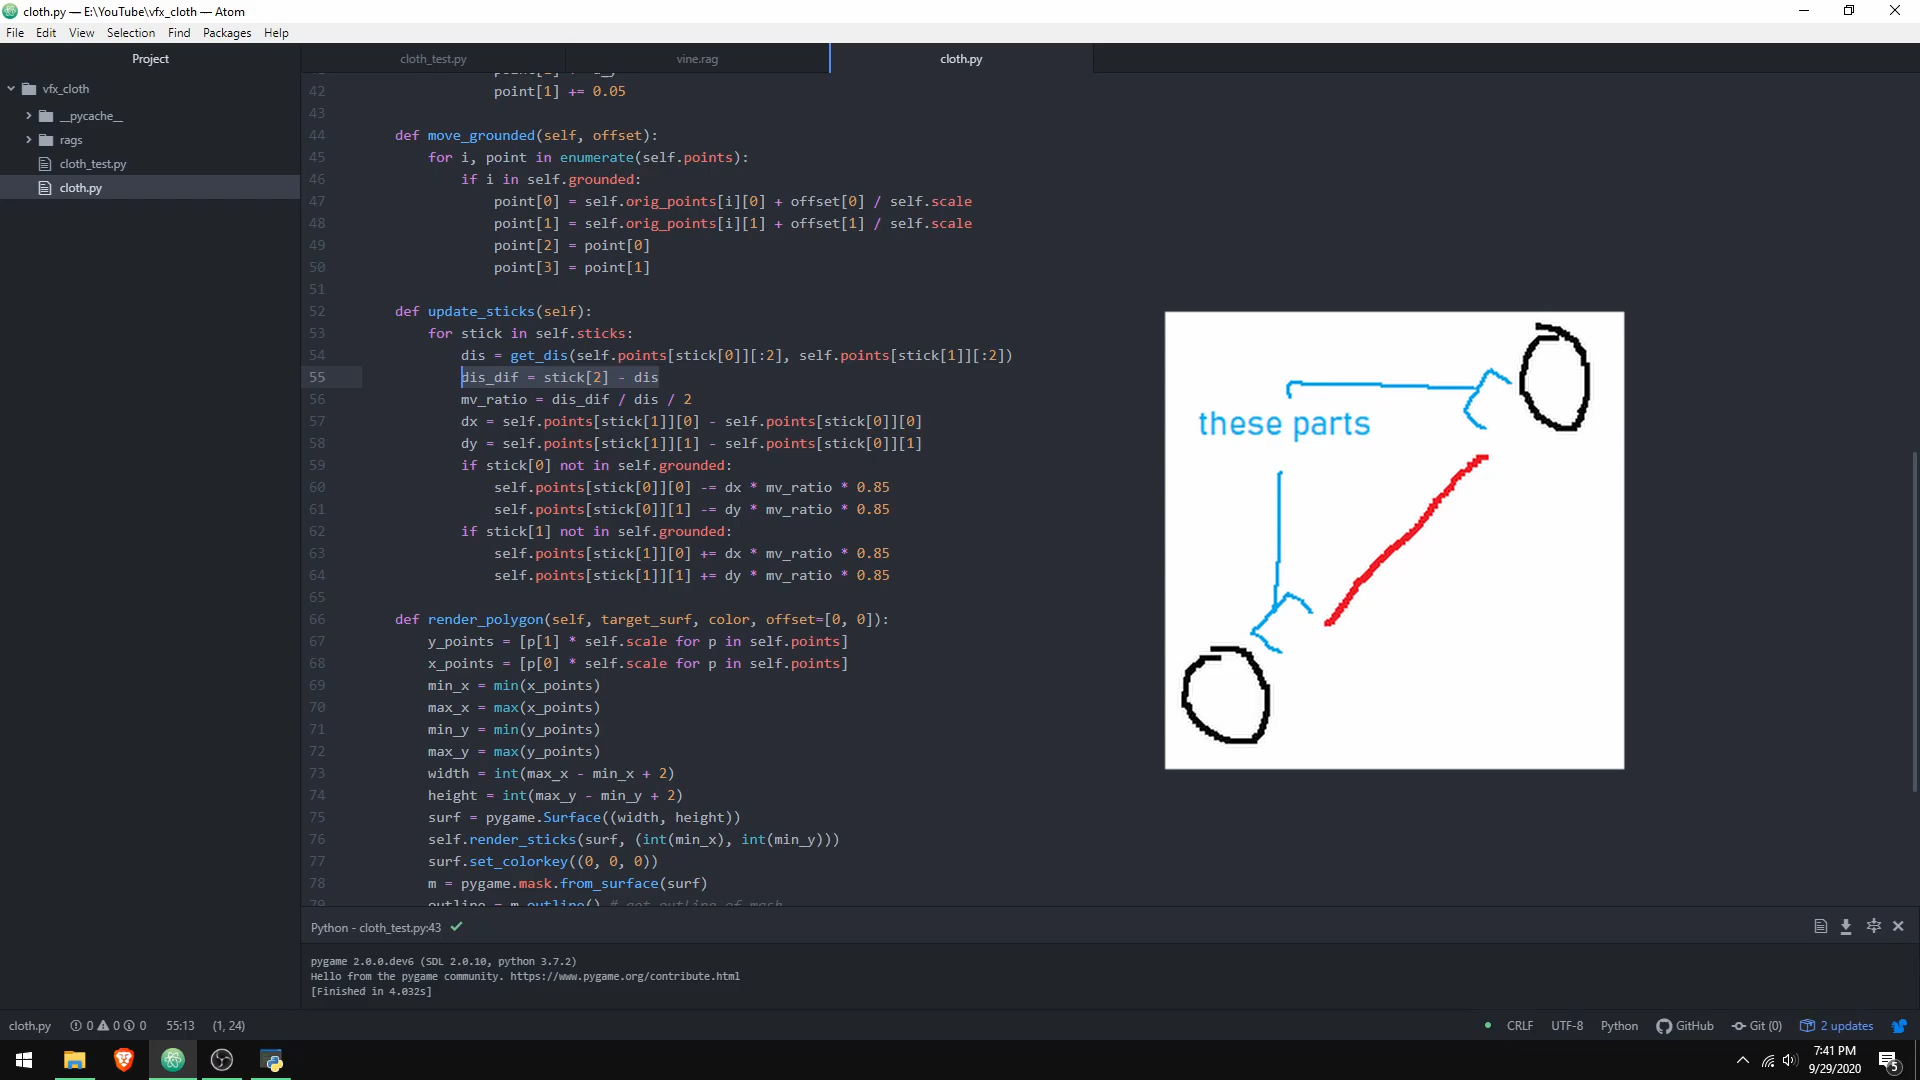 cloth.py — E:\YouTube\vfx_cloth — Atom
File Edit View Selection Find Packages Help
Project
vfx_cloth
__pycache__
rags
cloth_test.py
cloth.py
cloth_test.py vine.rag cloth.py
42 point[1] += 0.05
43
44 def move_grounded(self, offset):
45 for i, point in enumerate(self.points):
46 if i in self.grounded:
47 point[0] = self.orig_points[i][0] + offset[0] / self.scale
48 point[1] = self.orig_points[i][1] + offset[1] / self.scale
49 point[2] = point[0]
50 point[3] = point[1]
51
52 def update_sticks(self):
53 for stick in self.sticks:
54 dis = get_dis(self.points[stick[0]][:2], self.points[stick[1]][:2])
55 dis_dif = stick[2] - dis
56 mv_ratio = dis_dif / dis / 2
57 dx = self.points[stick[1]][0] - self.points[stick[0]][0]
58 dy = self.points[stick[1]][1] - self.points[stick[0]][1]
59 if stick[0] not in self.grounded:
60 self.points[stick[0]][0] -= dx * mv_ratio * 0.85
61 self.points[stick[0]][1] -= dy * mv_ratio * 0.85
62 if stick[1] not in self.grounded:
63 self.points[stick[1]][0] += dx * mv_ratio * 0.85
64 self.points[stick[1]][1] += dy * mv_ratio * 0.85
65
66 def render_polygon(self, target_surf, color, offset=[0, 0]):
67 y_points = [p[1] * self.scale for p in self.points]
68 x_points = [p[0] * self.scale for p in self.points]
69 min_x = min(x_points)
70 max_x = max(x_points)
71 min_y = min(y_points)
72 max_y = max(y_points)
73 width = int(max_x - min_x + 2)
74 height = int(max_y - min_y + 2)
75 surf = pygame.Surface((width, height))
76 self.render_sticks(surf, (int(min_x), int(min_y)))
77 surf.set_colorkey((0, 0, 0))
78 m = pygame.mask.from_surface(surf)
79 outline = m.outline() # get outline of mask
these parts
Python - cloth_test.py:43
pygame 2.0.0.dev6 (SDL 2.0.10, python 3.7.2)
Hello from the pygame community. https://www.pygame.org/contribute.html
[Finished in 4.032s]
cloth.py 0 0 0 55:13 (1, 24) CRLF UTF-8 Python GitHub Git (0) 2 updates
7:41 PM
9/29/2020
5